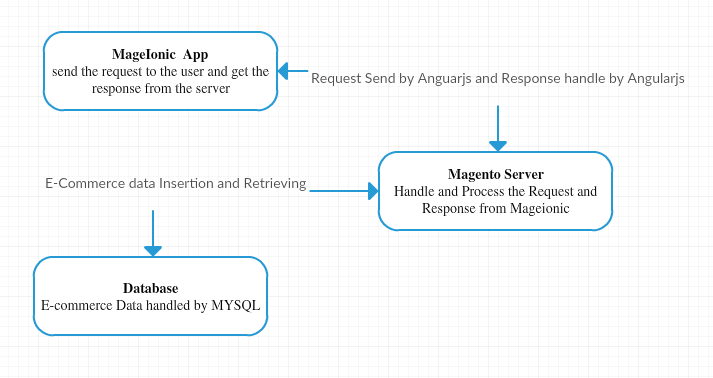 MageIonic App
send the request to the user and get the
response from the server
Request Send by Anguarjs and Response handle by Angularjs
Magento Server
Handle and Process the Request and
Response from Mageionic
E-Commerce data Insertion and Retrieving
Database
E-commerce Data handled by MYSQL